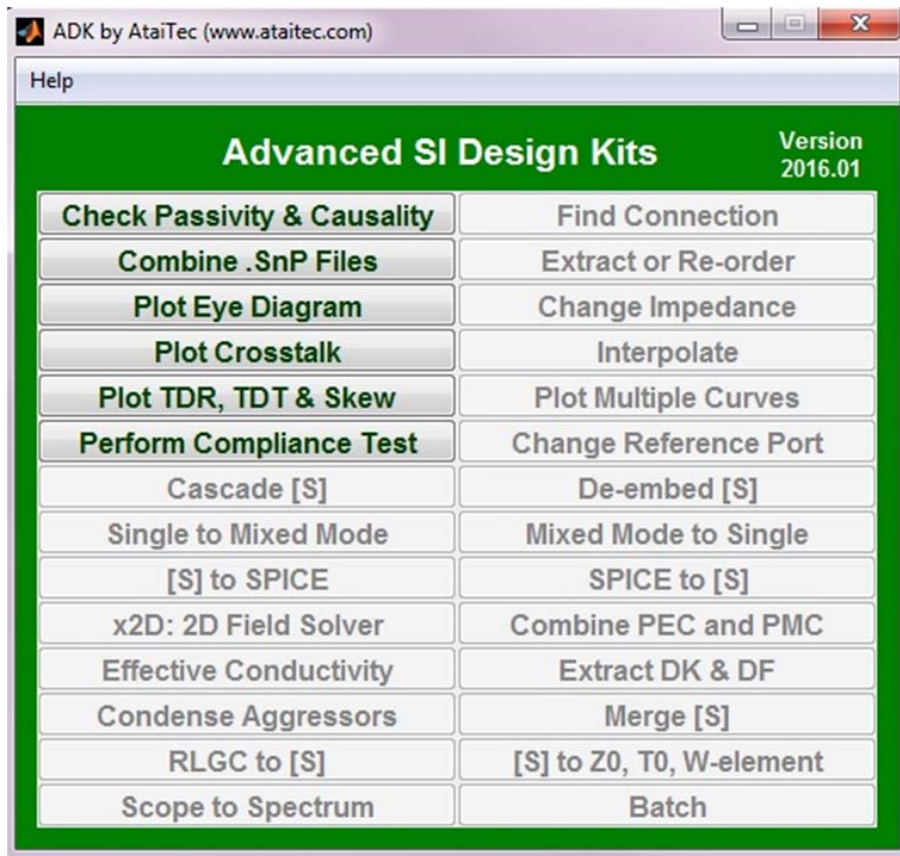 ADK by AtaiTec (www.ataitec.com)
Help
Advanced SI Design Kits
Version
2016.01
Check Passivity & Causality
Find Connection
Combine .SnP Files
Extract or Re-order
Plot Eye Diagram
Change Impedance
Plot Crosstalk
Interpolate
Plot TDR, TDT & Skew
Plot Multiple Curves
Perform Compliance Test
Change Reference Port
Cascade [S]
De-embed [S]
Single to Mixed Mode
Mixed Mode to Single
[S] to SPICE
SPICE to [S]
x2D: 2D Field Solver
Combine PEC and PMC
Effective Conductivity
Extract DK & DF
Condense Aggressors
Merge [S]
RLGC to [S]
[S] to Z0, T0, W-element
Scope to Spectrum
Batch